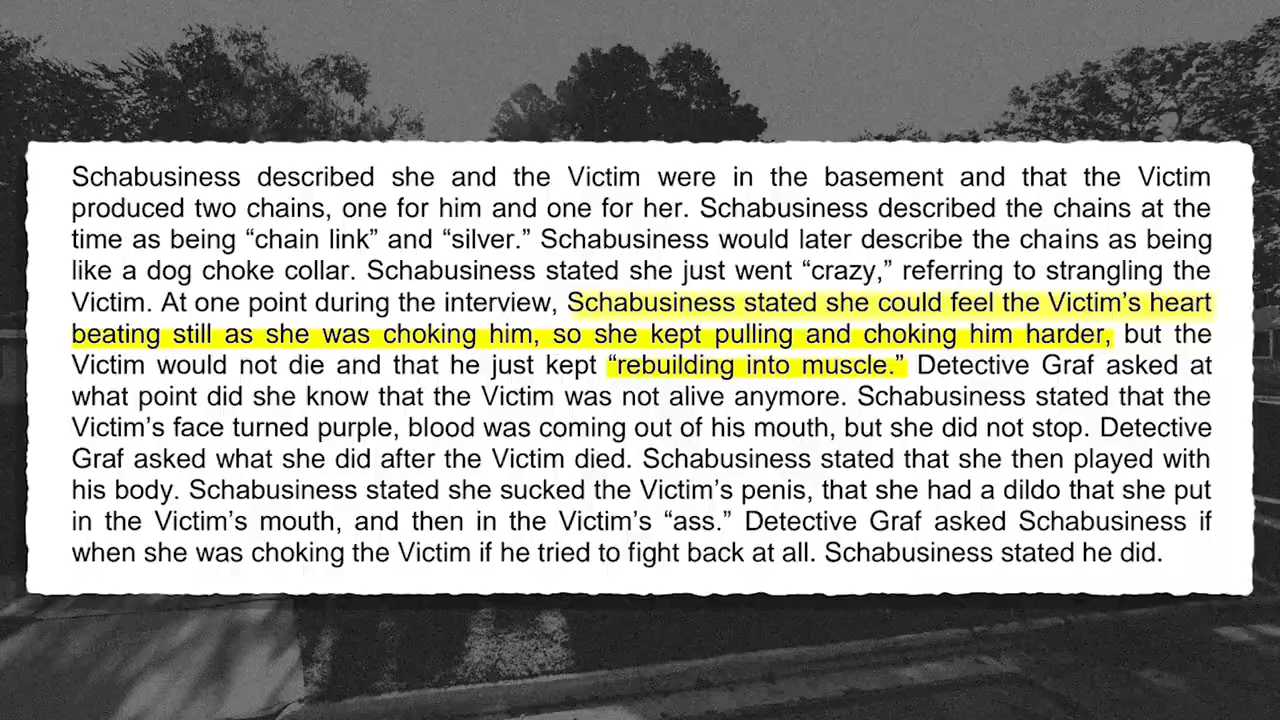 Schabusiness described she and the Victim were in the basement and that the Victim
produced two chains, one for him and one for her. Schabusiness described the chains at the
time as being “chain link” and “silver.” Schabusiness would later describe the chains as being
like a dog choke collar. Schabusiness stated she just went “crazy,” referring to strangling the
Victim. At one point during the interview, Schabusiness stated she could feel the Victim’s heart
beating still as she was choking him, so she kept pulling and choking him harder, but the
Victim would not die and that he just kept “rebuilding into muscle.” Detective Graf asked at
what point did she know that the Victim was not alive anymore. Schabusiness stated that the
Victim’s face turned purple, blood was coming out of his mouth, but she did not stop. Detective
Graf asked what she did after the Victim died. Schabusiness stated that she then played with
his body. Schabusiness stated she sucked the Victim’s penis, that she had a dildo that she put
in the Victim’s mouth, and then in the Victim’s “ass.” Detective Graf asked Schabusiness if
when she was choking the Victim if he tried to fight back at all. Schabusiness stated he did.